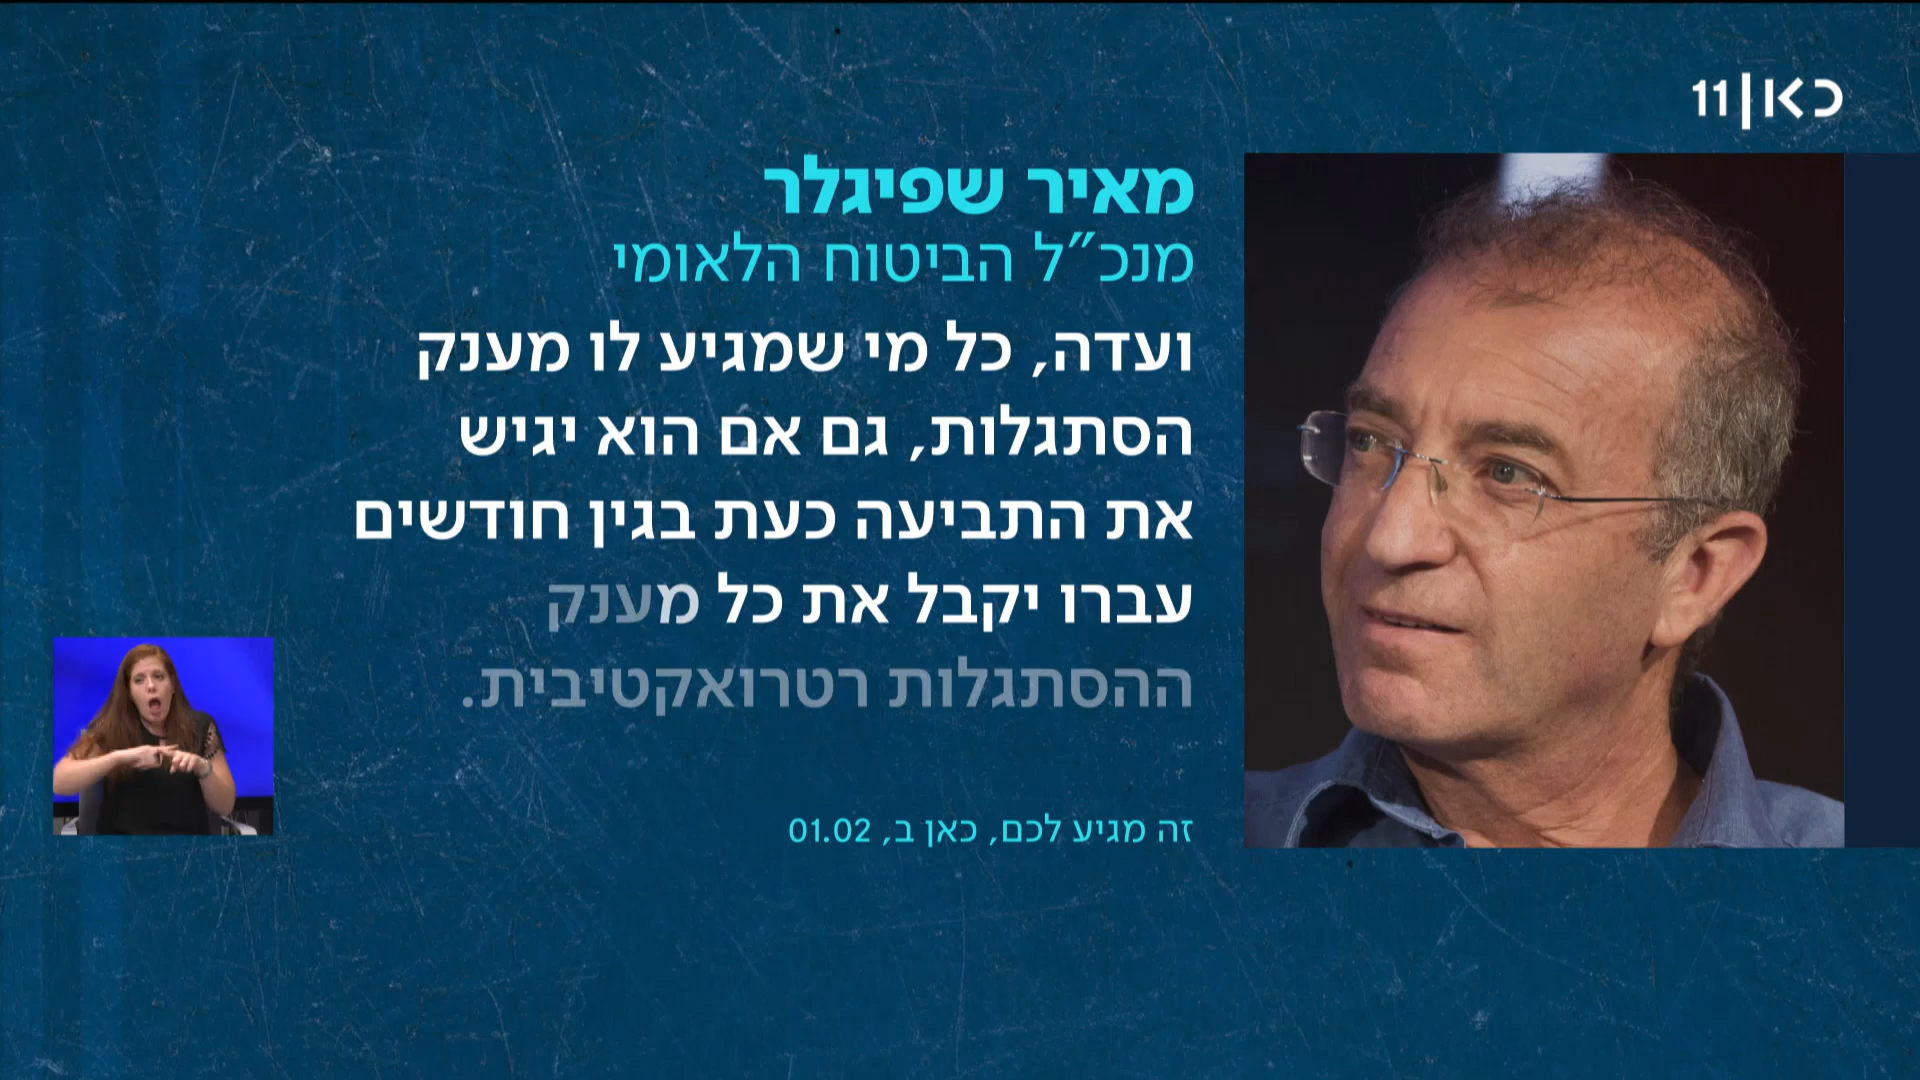 כאן 11
מאיר שפיגלר
מנכ״ל הביטוח הלאומי
ועדה, כל מי שמגיע לו מענק
הסתגלות, גם אם הוא יגיש
את התביעה כעת בגין חודשים
עברו יקבל את כל מענק
ההסתגלות רטרואקטיבית.
זה מגיע לכם, כאן ב, 01.02